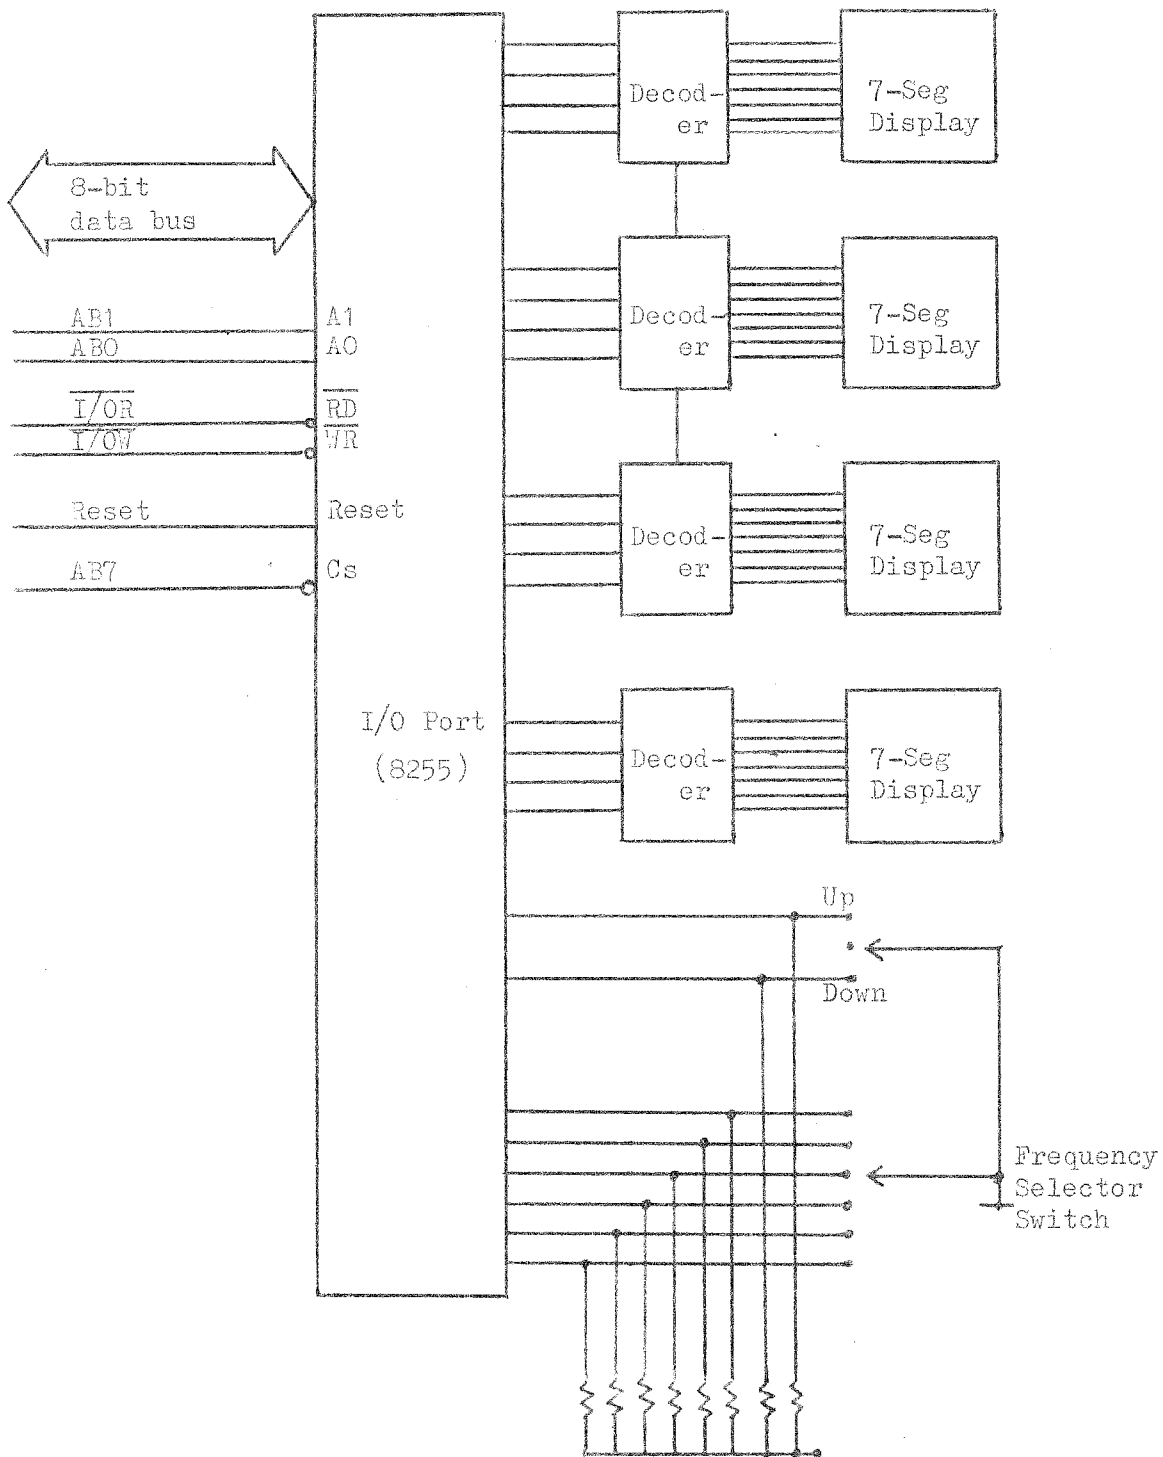 Decod-
er
7-Seg
Display
8-bit
data bus
Decod-
er
7-Seg
Display
AB1
A1
AB0
A0
I/OR
RD
I/OW
WR
Reset
Reset
Decod-
er
7-Seg
Display
AB7
Cs
I/O Port
(8255)
Decod-
er
7-Seg
Display
Up
Down
Frequency
Selector
Switch